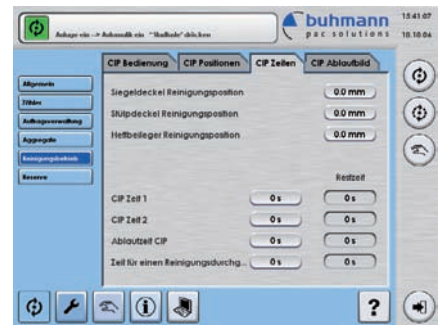 Anlage ein --> Automatik ein "Stadtade" drücken
buhmann
pac solutions
15:41:07
10.10.04
CIP Bedienung
CIP Positionen
CIP Zeiten
CIP Ablaufbild
Allgemein
Zähler
Auftragsverwaltung
Aggregate
Reinigungsbetrieb
Reserve
Siegeldeckel Reinigungsposition
0.0 mm
Stülpdeckel Reinigungsposition
0.0 mm
Heftbeileger Reinigungsposition
0.0 mm
Restzeit
CIP Zeit 1
0 s
0 s
CIP Zeit 2
0 s
0 s
Ablaufzeit CIP
0 s
0 s
Zeit für einen Reinigungsdurchg...
0 s
0 s
?